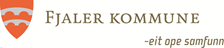 FJALER KOMMUNE
-eit ope samfunn